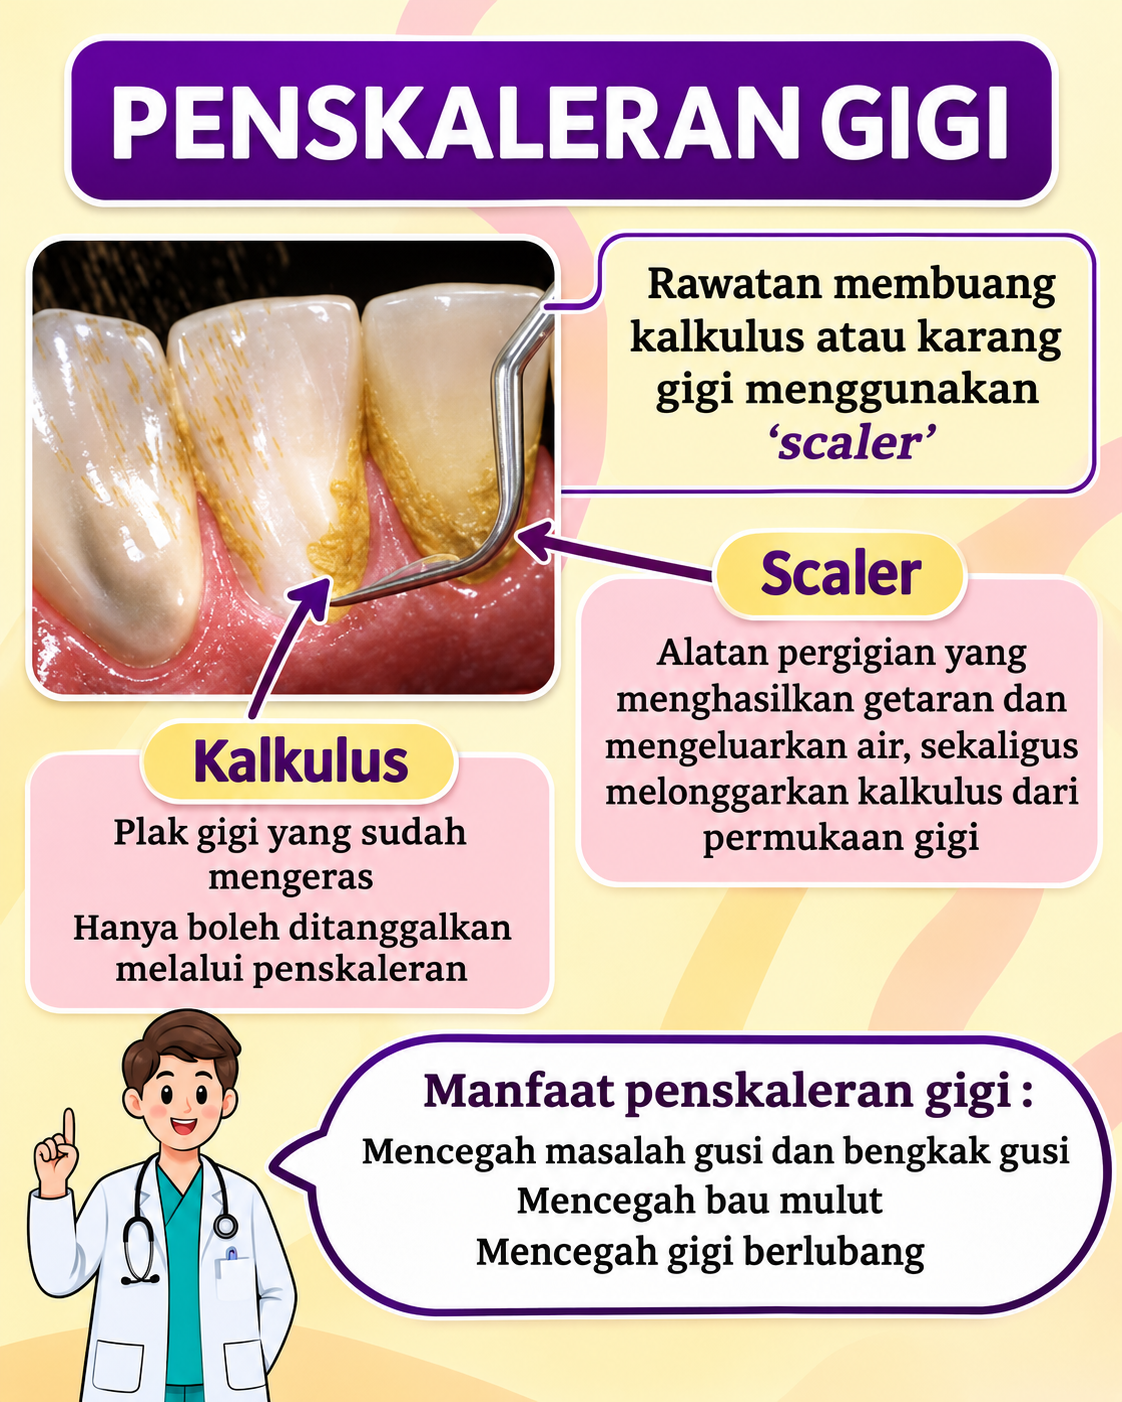 PENSKALERAN GIGI
Rawatan membuang
kalkulus atau karang
gigi menggunakan
‘scaler’
Scaler
Alatan pergigian yang
menghasilkan getaran dan
mengeluarkan air, sekaligus
melonggarkan kalkulus dari
permukaan gigi
Kalkulus
Plak gigi yang sudah
mengeras
Hanya boleh ditanggalkan
melalui penskaleran
Manfaat penskaleran gigi :
Mencegah masalah gusi dan bengkak gusi
Mencegah bau mulut
Mencegah gigi berlubang